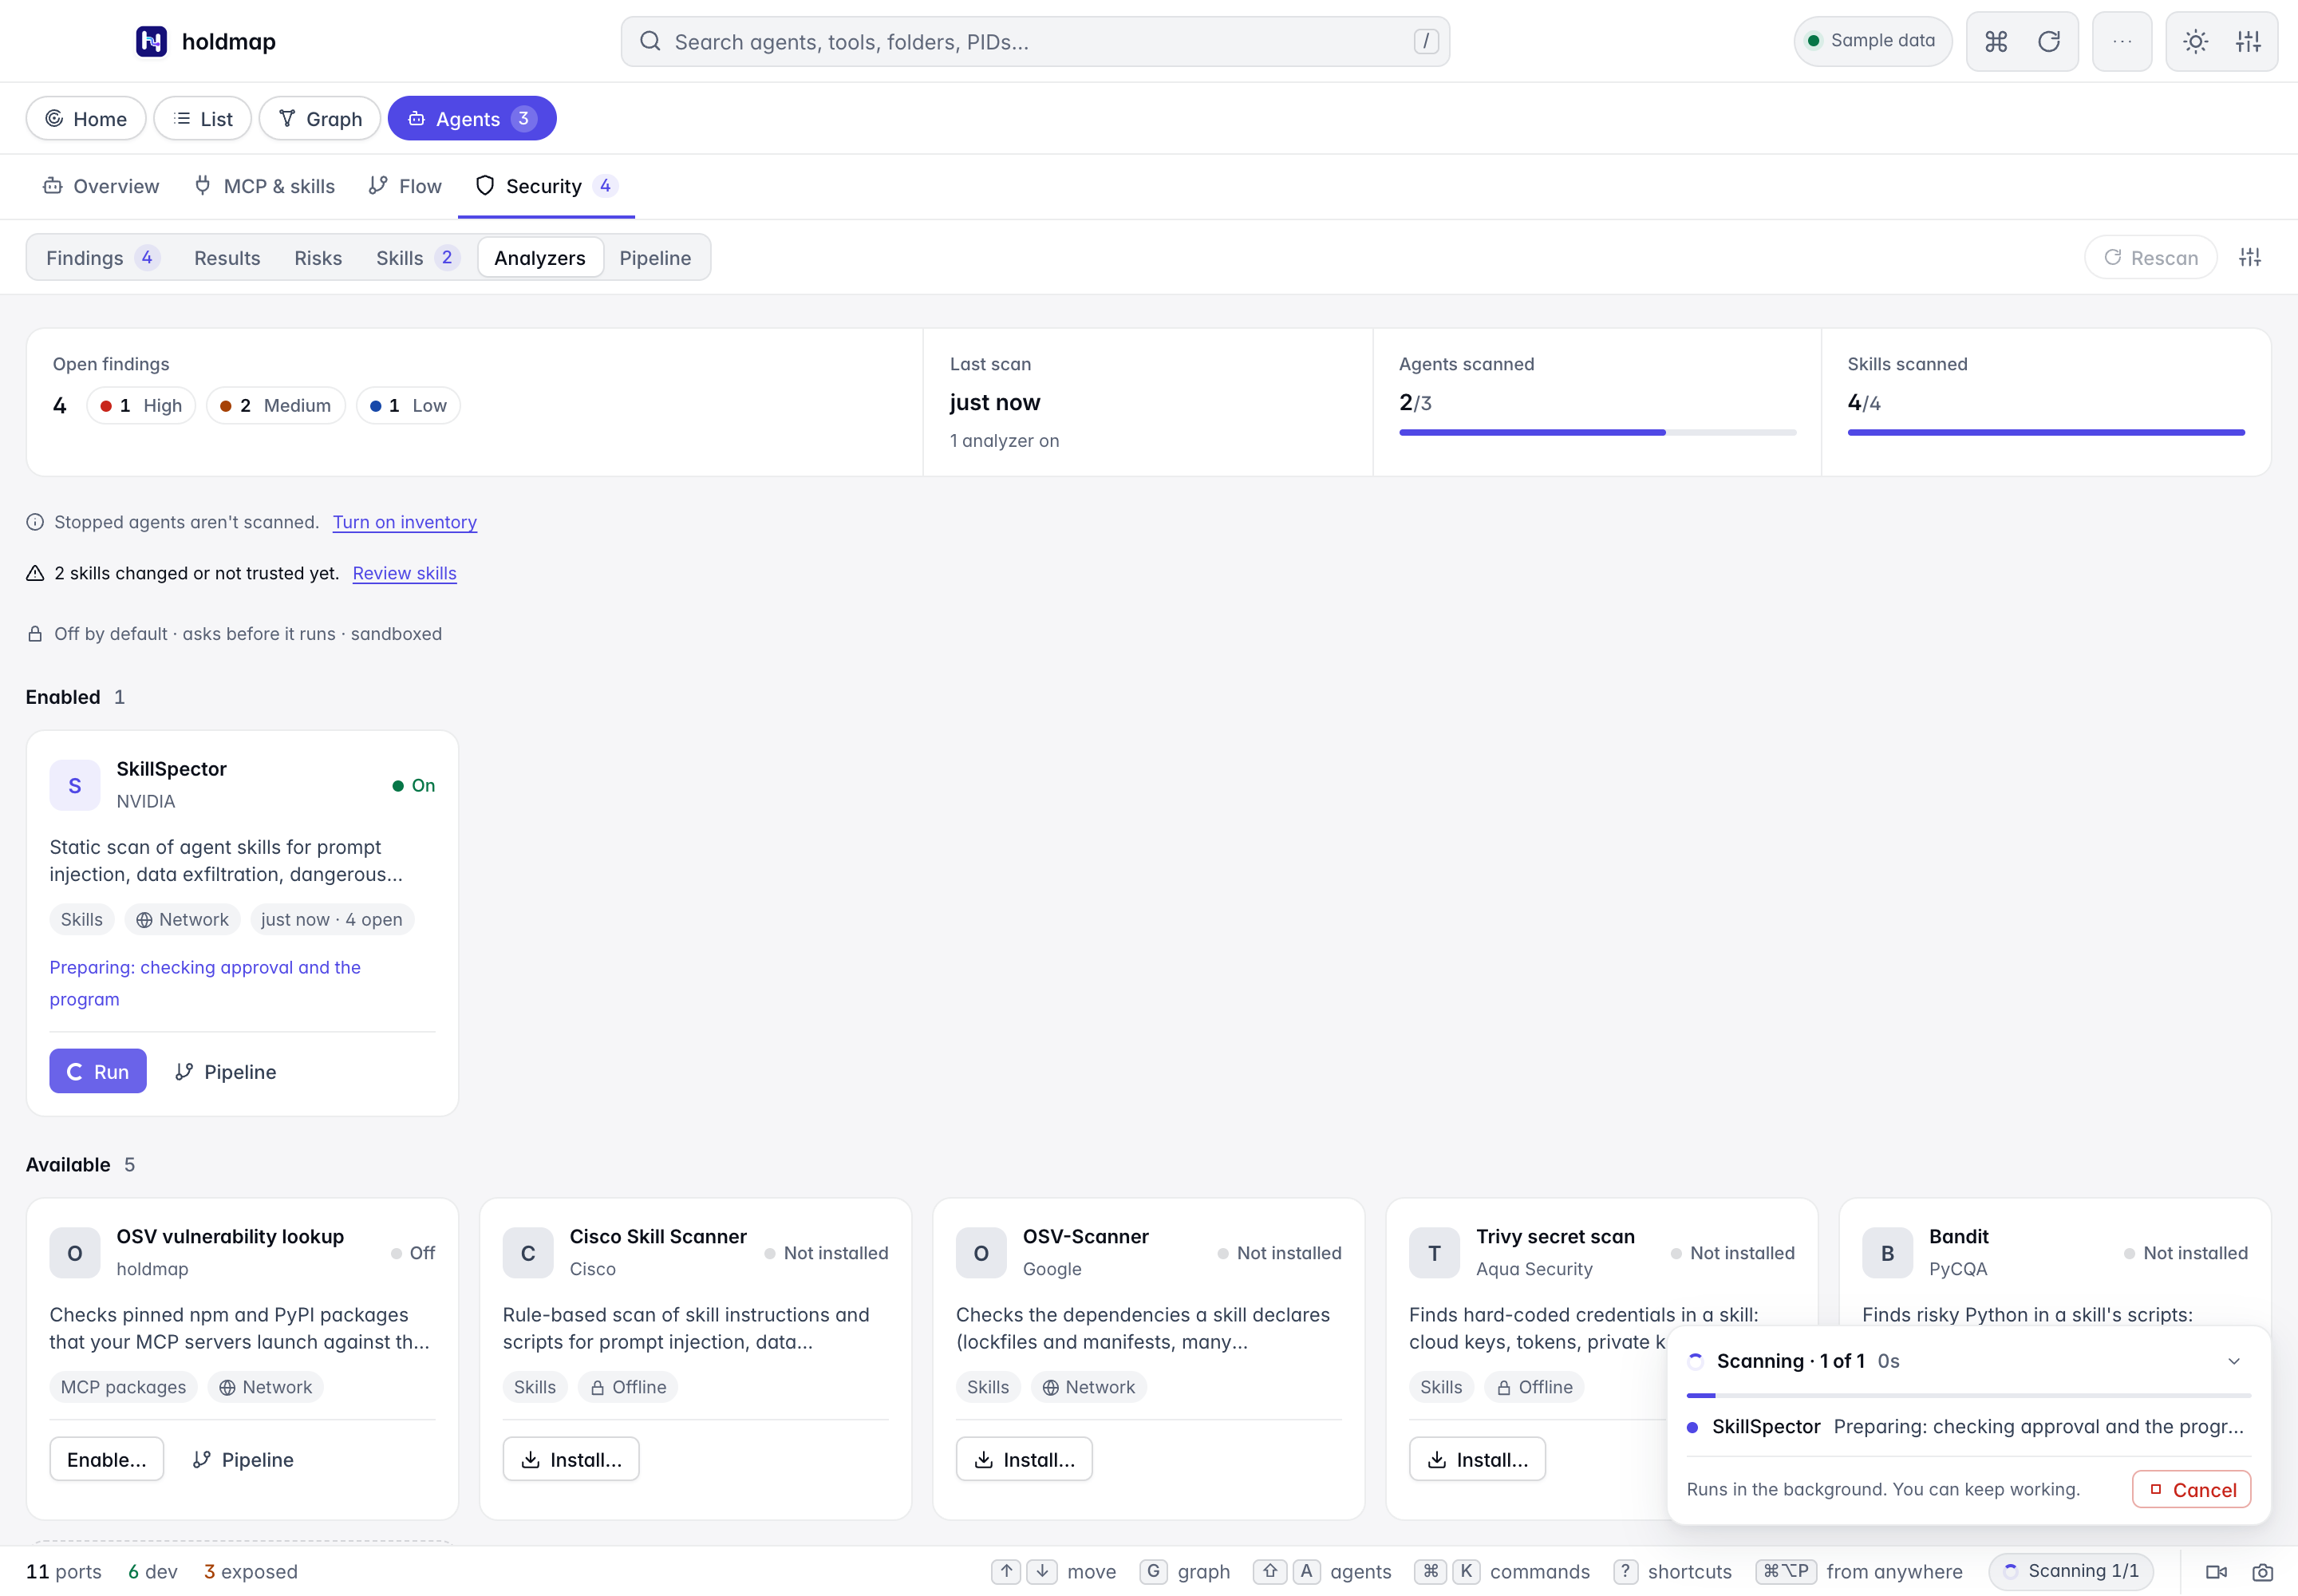 holdmap
Search agents, tools, folders, PIDs...
/
Sample data
...
Home
List
Graph
Agents 3
Overview
MCP & skills
Flow
Security 4
Findings 4
Results
Risks
Skills 2
Analyzers
Pipeline
Rescan
Open findings
4
1 High
2 Medium
1 Low
Last scan
just now
1 analyzer on
Agents scanned
2/3
Skills scanned
4/4
Stopped agents aren't scanned. Turn on inventory
2 skills changed or not trusted yet. Review skills
Off by default · asks before it runs · sandboxed
Enabled 1
S
SkillSpector
NVIDIA
On
Static scan of agent skills for prompt
injection, data exfiltration, dangerous...
Skills
Network
just now · 4 open
Preparing: checking approval and the
program
Run
Pipeline
Available 5
O
OSV vulnerability lookup
holdmap
Off
Checks pinned npm and PyPI packages
that your MCP servers launch against th...
MCP packages
Network
Enable...
Pipeline
C
Cisco Skill Scanner
Cisco
Not installed
Rule-based scan of skill instructions and
scripts for prompt injection, data...
Skills
Offline
Install...
O
OSV-Scanner
Google
Not installed
Checks the dependencies a skill declares
(lockfiles and manifests, many...
Skills
Network
Install...
T
Trivy secret scan
Aqua Security
Not installed
Finds hard-coded credentials in a skill:
cloud keys, tokens, private k
Skills
Offline
Install...
B
Bandit
PyCQA
Not installed
Finds risky Python in a skill's scripts:
Scanning · 1 of 1 0s
SkillSpector Preparing: checking approval and the progr...
Runs in the background. You can keep working.
Cancel
11 ports
6 dev
3 exposed
↑ ↓ move
G graph
⇧ A agents
⌘ K commands
? shortcuts
⌘⌥P from anywhere
Scanning 1/1